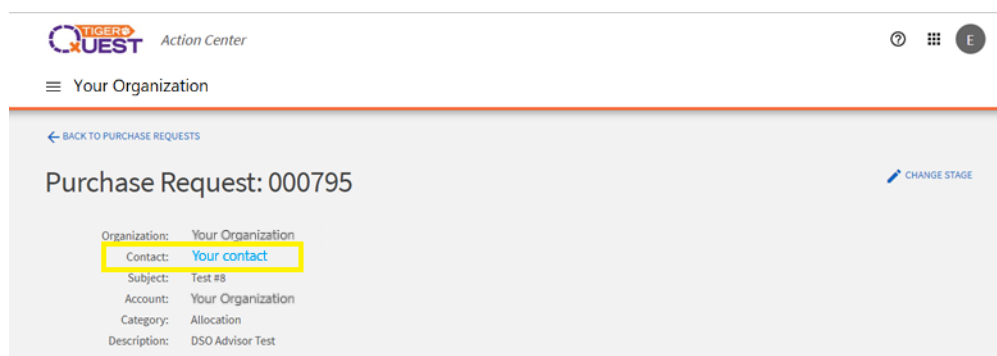 TIGER QUEST Action Center
E
Your Organization
BACK TO PURCHASE REQUESTS
Purchase Request: 000795
CHANGE STAGE
Organization: Your Organization
Contact: Your contact
Subject: Test #8
Account: Your Organization
Category: Allocation
Description: DSO Advisor Test